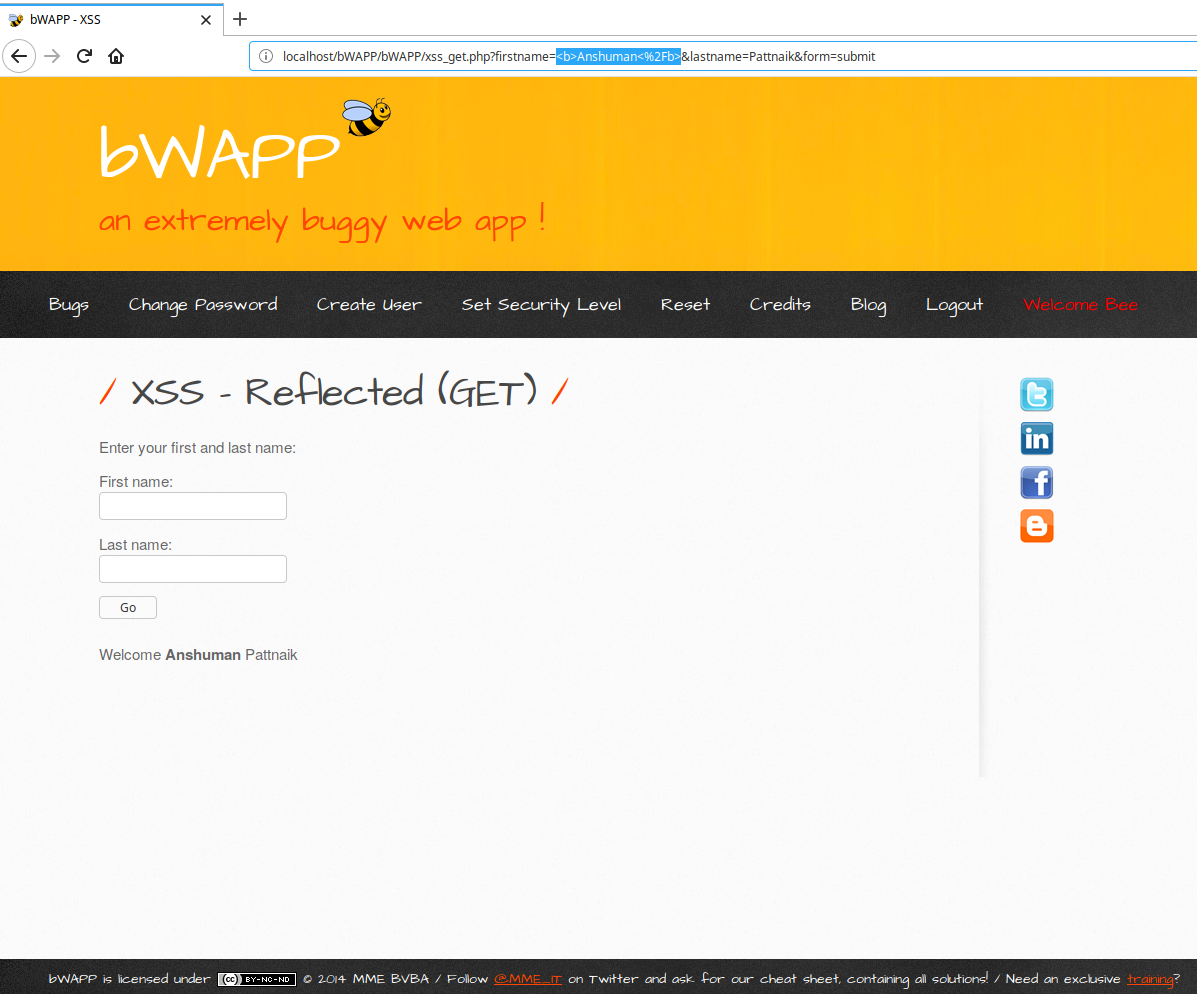 bWAPP - XSS
localhost/bWAPP/bWAPP/xss_get.php?firstname=<b>Anshuman<%2Fb>&lastname=Pattnaik&form=submit
bWAPP
an extremely buggy web app !
Bugs Change Password Create User Set Security Level Reset Credits Blog Logout Welcome Bee
/ XSS - Reflected (GET) /
Enter your first and last name:
First name:
Last name:
Go
Welcome Anshuman Pattnaik
bWAPP is licensed under (cc) BY-NC-ND © 2014 MME BVBA / Follow @MME_IT on Twitter and ask for our cheat sheet, containing all solutions! / Need an exclusive training?